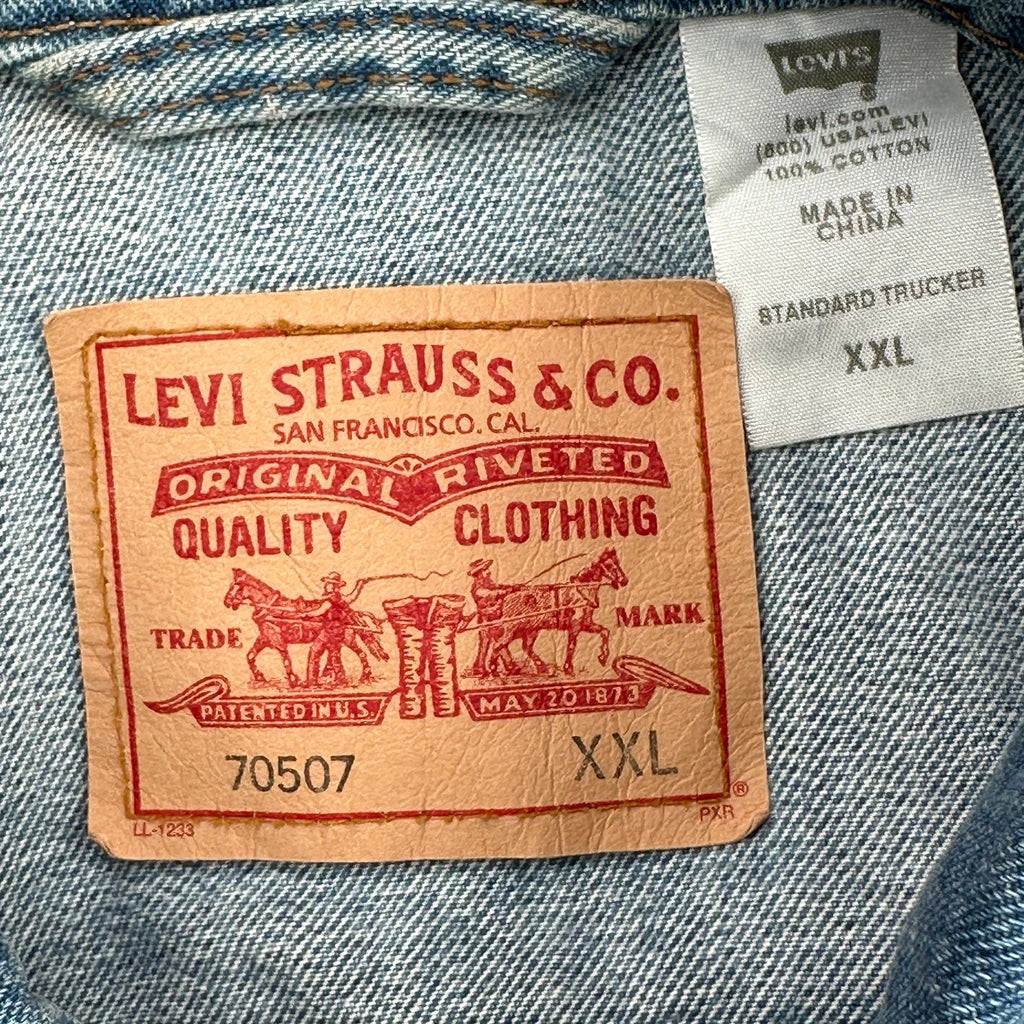 LEVI'S
®
levi.com
(800) USA-LEVI
100% COTTON
MADE IN
CHINA
STANDARD TRUCKER
XXL
LEVI STRAUSS & CO.
SAN FRANCISCO. CAL.
ORIGINAL RIVETED
QUALITY CLOTHING
TRADE MARK
PATENTED IN U.S. MAY 20 1873
70507 XXL
®
LL-1233 PXR